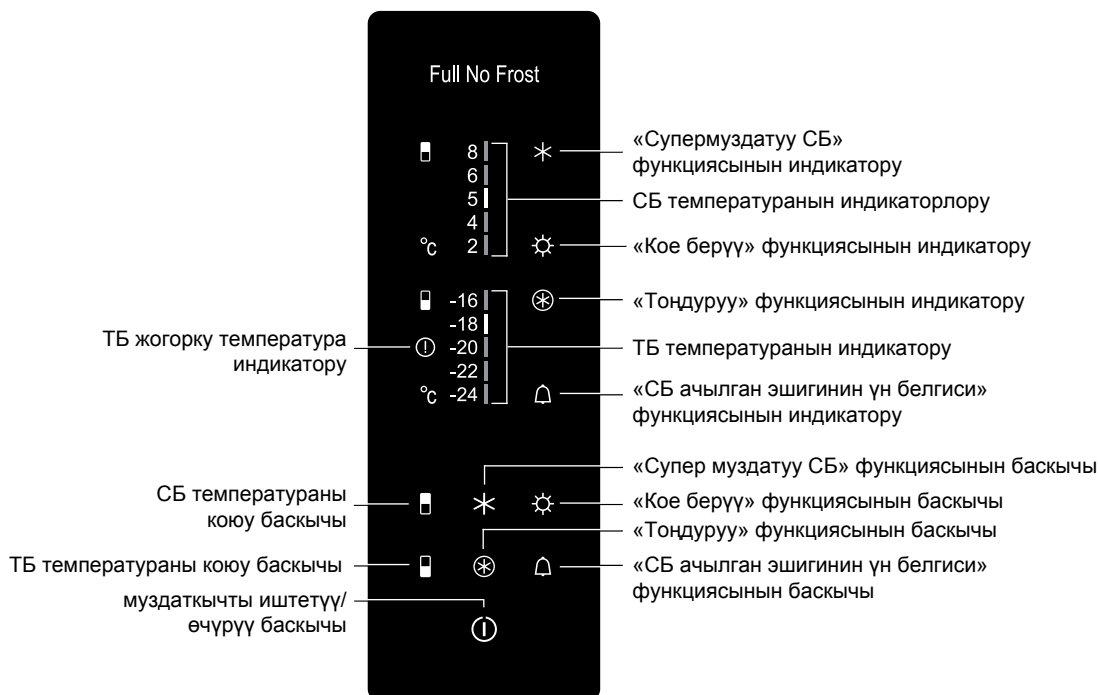 Full No Frost
8
6
5
4
°C 2
-16
-18
-20
-22
°C -24
«Супермуздатуу СБ»
функциясынын индикатору
СБ температуранын индикаторлору
«Кое берүү» функциясынын индикатору
«Тоңдуруу» функциясынын индикатору
ТБ жогорку температура
индикатору
ТБ температуранын индикатору
«СБ ачылган эшигинин үн белгиси»
функциясынын индикатору
«Супер муздатуу СБ» функциясынын баскычы
СБ температураны
коюу баскычы
«Кое берүү» функциясынын баскычы
«Тоңдуруу» функциясынын баскычы
ТБ температураны коюу баскычы
«СБ ачылган эшигинин үн белгиси»
функциясынын баскычы
муздаткычты иштетүү/
өчүрүү баскычы